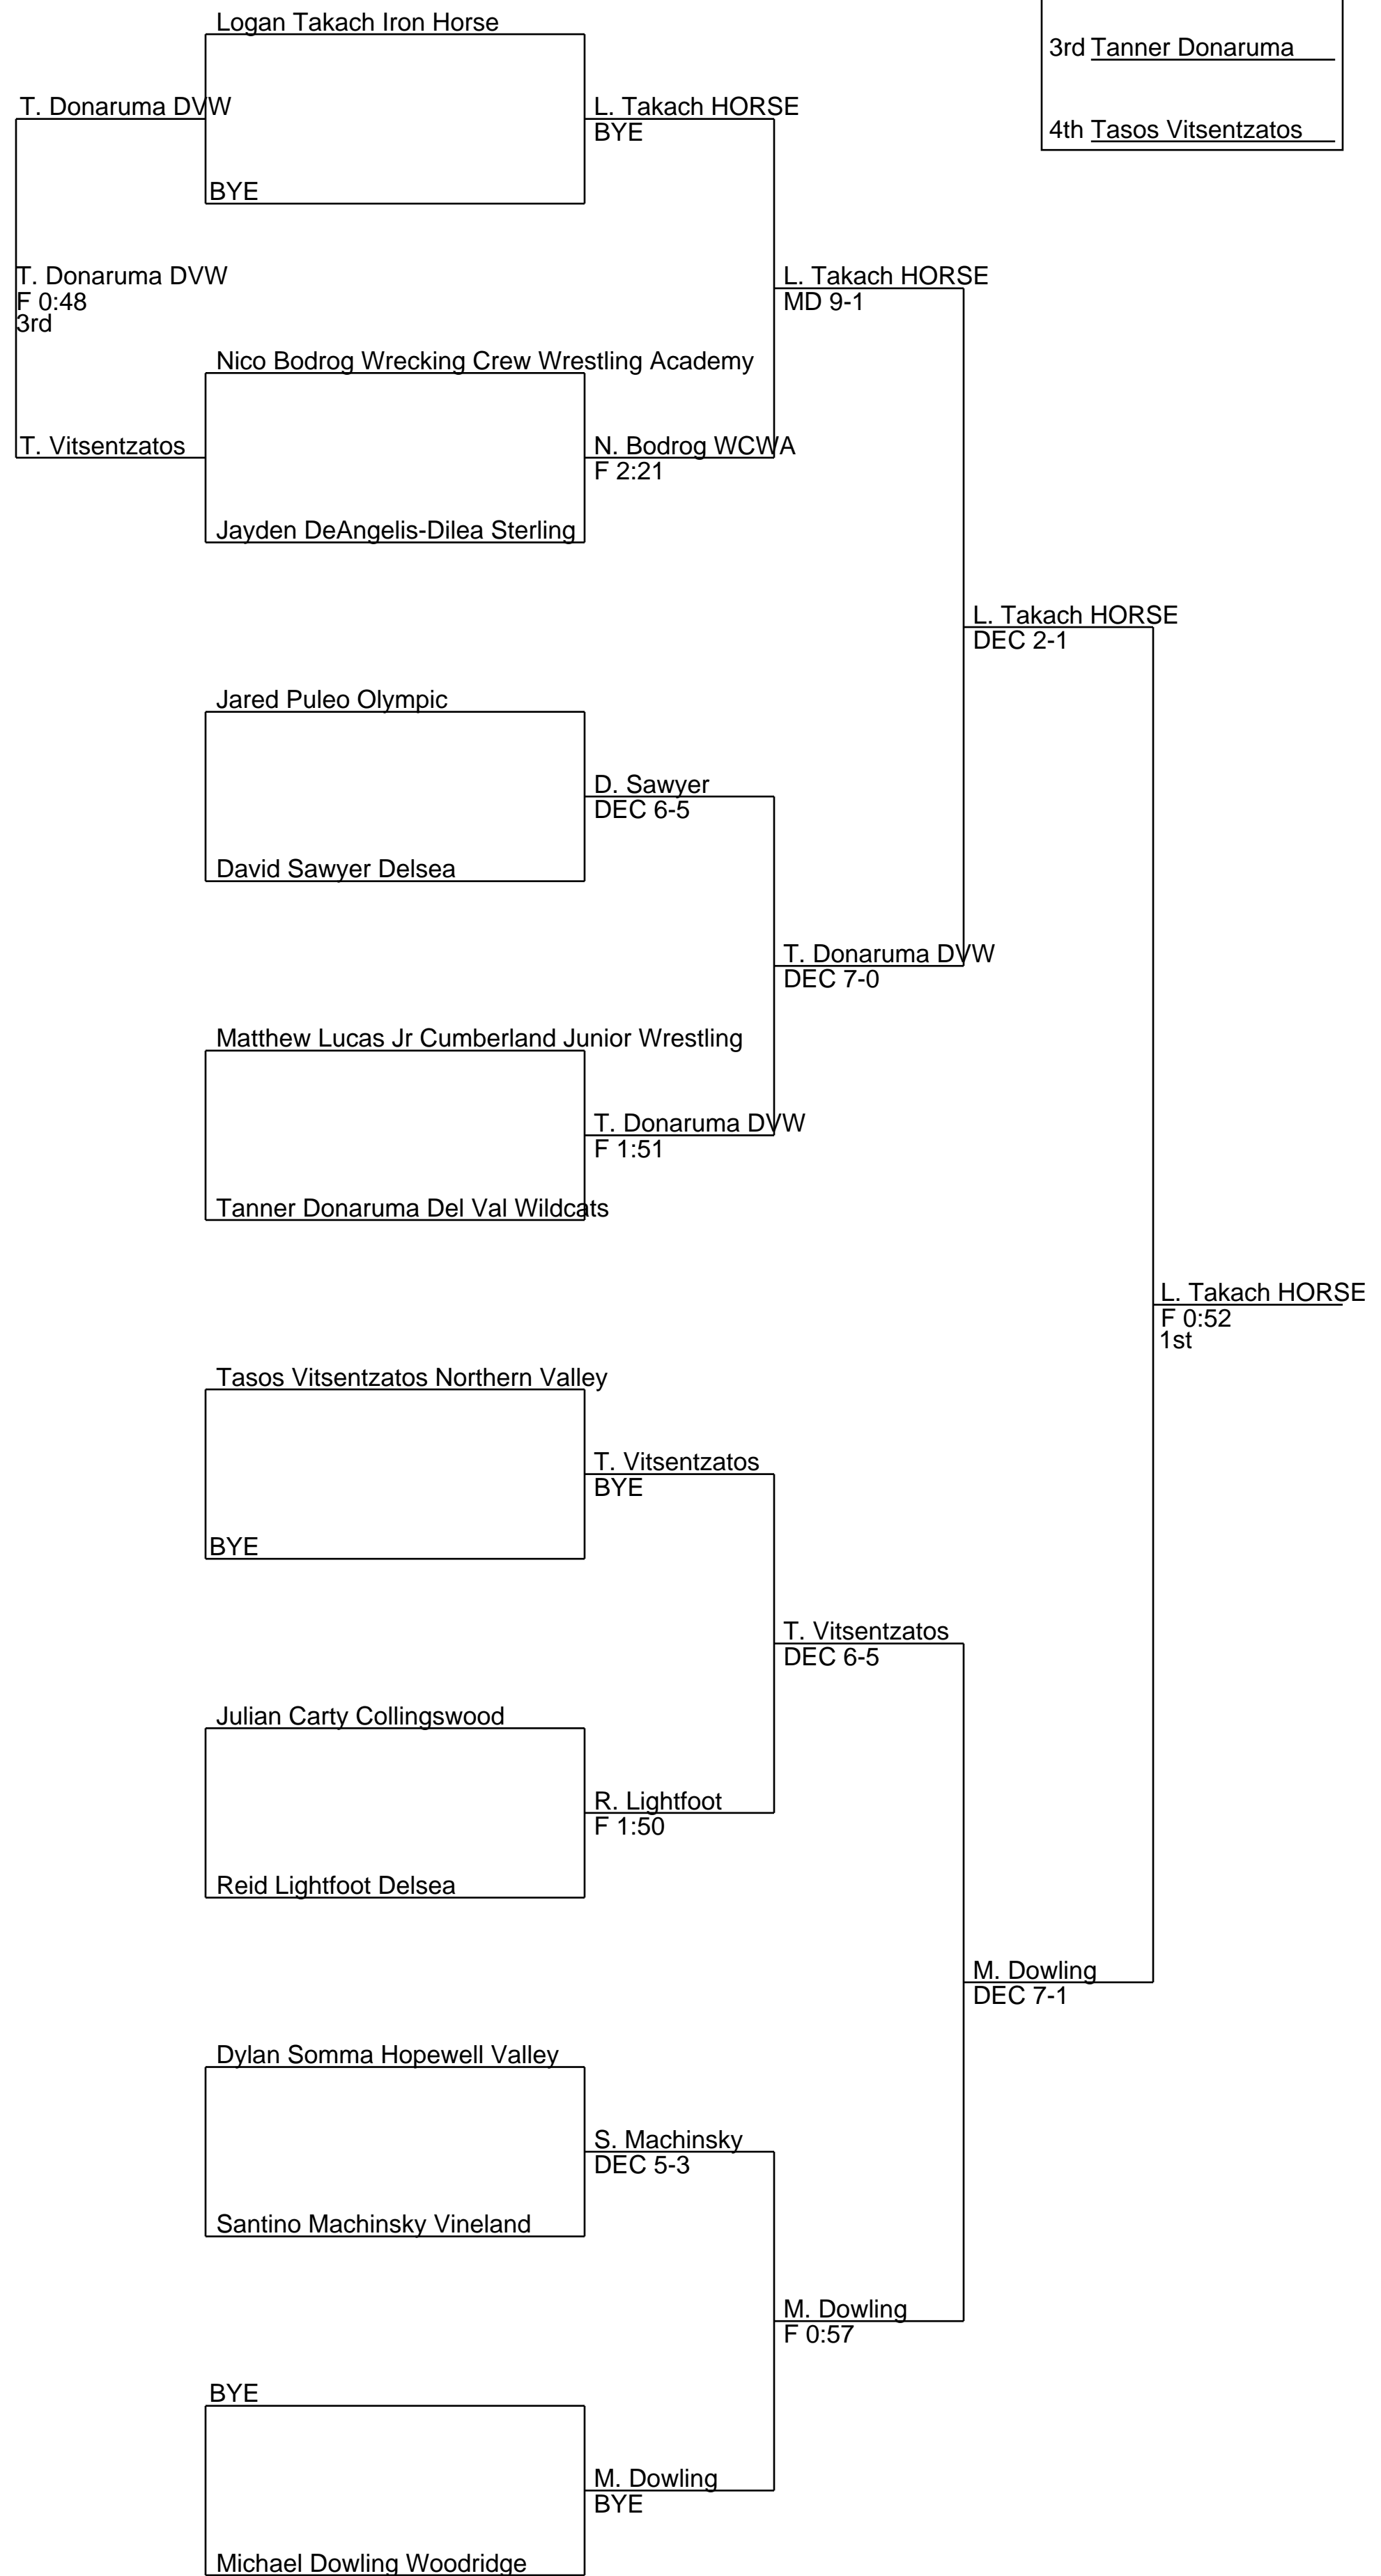 Logan Takach Iron Horse
3rd Tanner Donaruma
T. Donaruma DVW
L. Takach HORSE
BYE
4th Tasos Vitsentzatos
BYE
T. Donaruma DVW
F 0:48
3rd
L. Takach HORSE
MD 9-1
Nico Bodrog Wrecking Crew Wrestling Academy
T. Vitsentzatos
N. Bodrog WCWA
F 2:21
Jayden DeAngelis-Dilea Sterling
L. Takach HORSE
DEC 2-1
Jared Puleo Olympic
D. Sawyer
DEC 6-5
David Sawyer Delsea
T. Donaruma DVW
DEC 7-0
Matthew Lucas Jr Cumberland Junior Wrestling
T. Donaruma DVW
F 1:51
Tanner Donaruma Del Val Wildcats
L. Takach HORSE
F 0:52
1st
Tasos Vitsentzatos Northern Valley
T. Vitsentzatos
BYE
BYE
T. Vitsentzatos
DEC 6-5
Julian Carty Collingswood
R. Lightfoot
F 1:50
Reid Lightfoot Delsea
M. Dowling
DEC 7-1
Dylan Somma Hopewell Valley
S. Machinsky
DEC 5-3
Santino Machinsky Vineland
M. Dowling
F 0:57
BYE
M. Dowling
BYE
Michael Dowling Woodridge